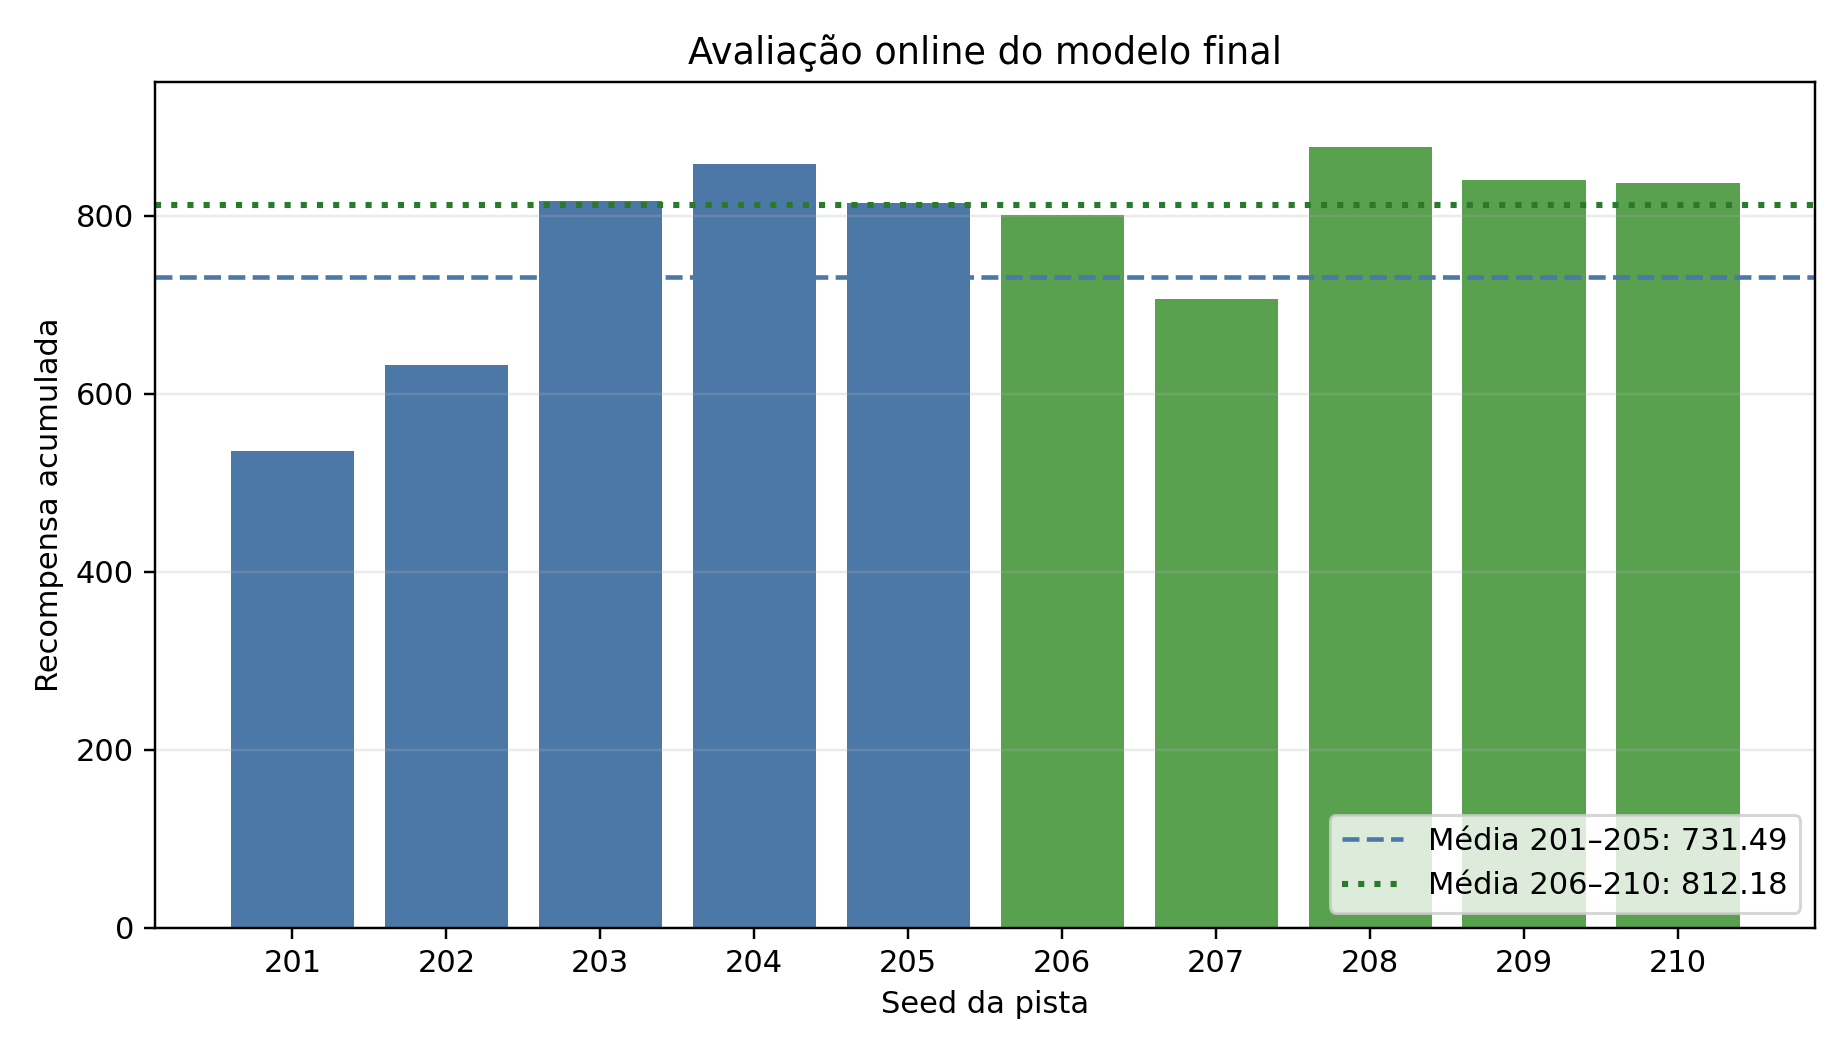 Avaliação online do modelo final
Recompensa acumulada
800
600
400
200
0
Média 201–205: 731.49
Média 206–210: 812.18
201 202 203 204 205 206 207 208 209 210
Seed da pista